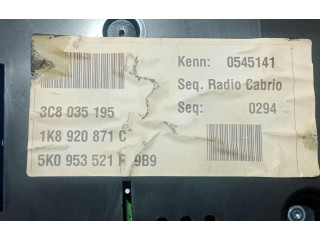 Kenn: 0545141
Seq. Radio Cabrio
3C8 035 195
Seq: 0294
1K8 920 871 C
5K0 953 521 9B9